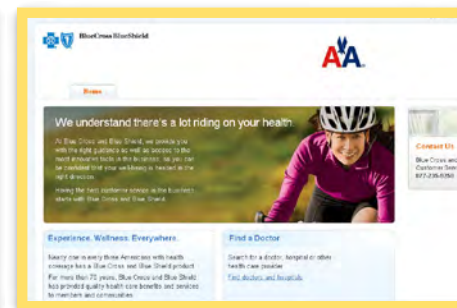 BlueCross BlueShield
AA
Home
We understand there's a lot riding on your health.
At Blue Cross and Blue Shield, we provide you
with the right guidance as well as access to the
most innovative tools in the business, so you can
be confident that your well-being is headed in the
right direction.
Having the best customer service in the business
starts with Blue Cross and Blue Shield.
Contact Us
Blue Cross and
Customer Serv
877-235-9258
Experience. Wellness. Everywhere.
Nearly one in every three Americans with health
coverage has a Blue Cross and Blue Shield product.
For more than 70 years, Blue Cross and Blue Shield
has provided quality health care benefits and services
to members and communities
Find a Doctor
Search for a doctor, hospital or other
health care provider
Find doctors and hospitals